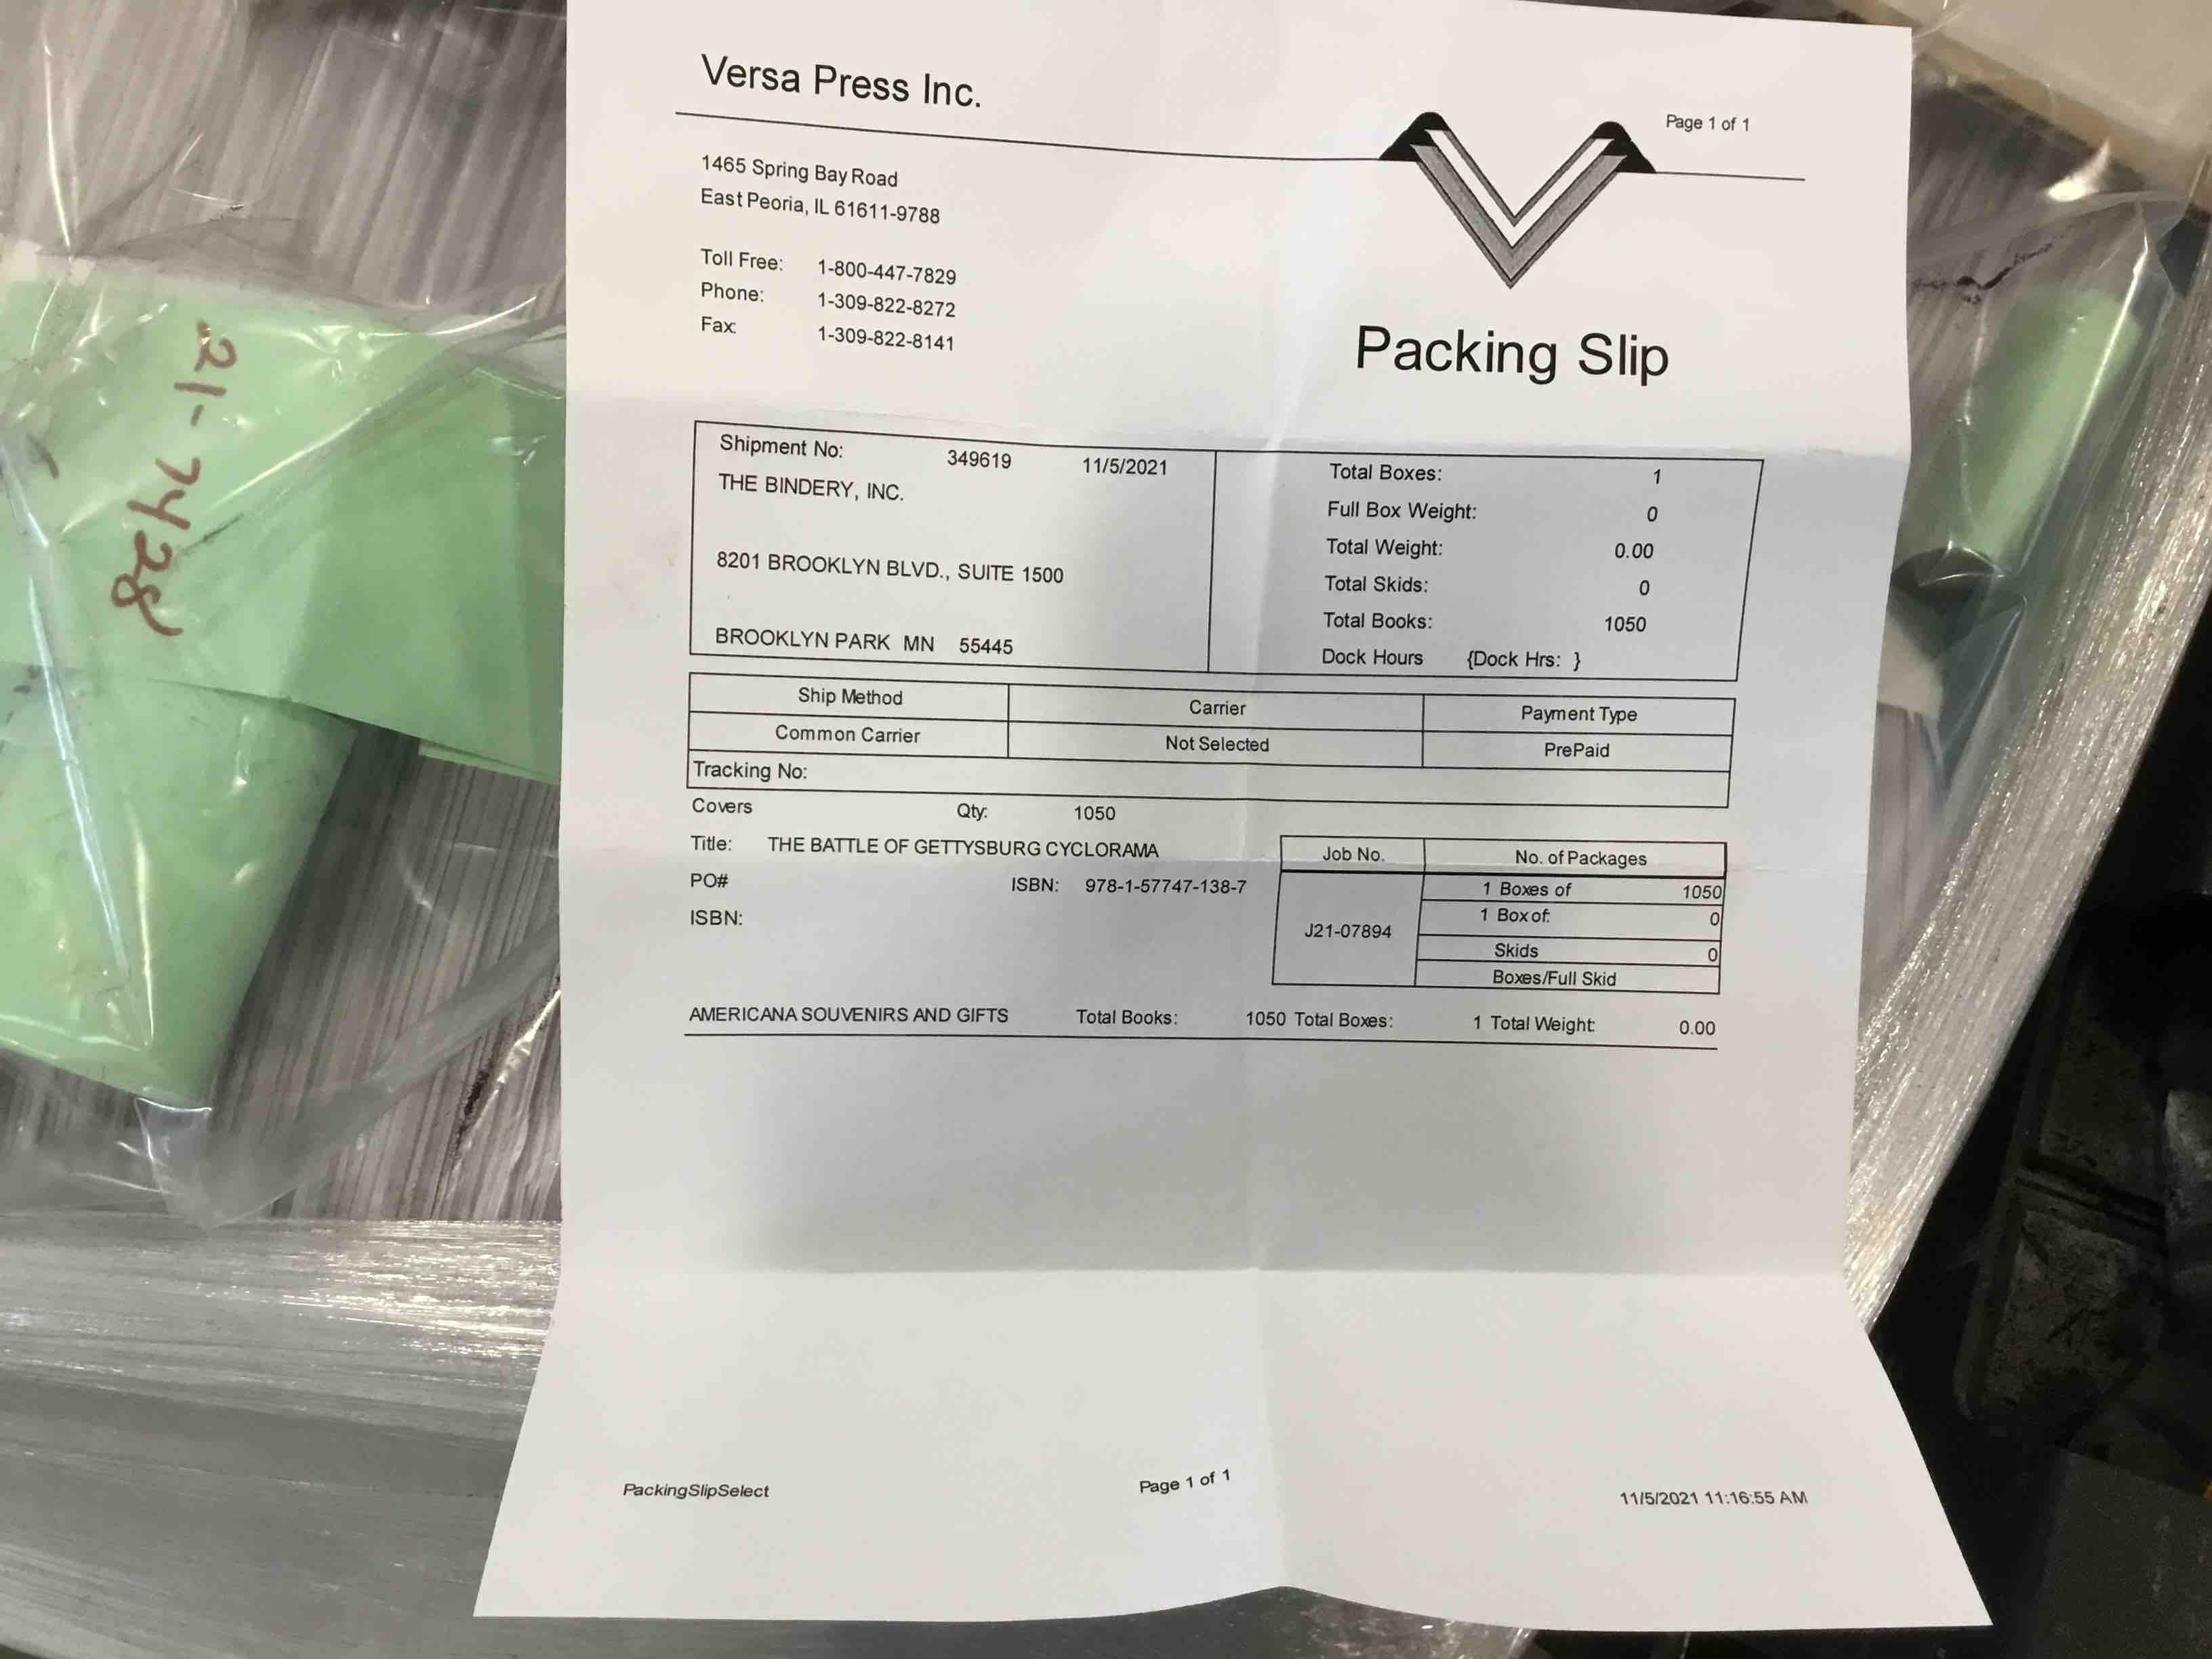 Versa Press Inc.
Page 1 of 1
1465 Spring Bay Road
East Peoria, IL 61611-9788
Toll Free: 1-800-447-7829
Phone: 1-309-822-8272
Fax: 1-309-822-8141
Packing Slip
Shipment No: 349619 11/5/2021
THE BINDERY, INC.
8201 BROOKLYN BLVD., SUITE 1500
BROOKLYN PARK MN 55445
Total Boxes: 1
Full Box Weight: 0
Total Weight: 0.00
Total Skids: 0
Total Books: 1050
Dock Hours {Dock Hrs: }
Ship Method Carrier Payment Type
Common Carrier Not Selected PrePaid
Tracking No:
Covers Qty: 1050
Title: THE BATTLE OF GETTYSBURG CYCLORAMA
PO# ISBN: 978-1-57747-138-7
ISBN:
Job No. No. of Packages
J21-07894
1 Boxes of 1050
1 Box of: 0
Skids 0
Boxes/Full Skid
AMERICANA SOUVENIRS AND GIFTS Total Books: 1050 Total Boxes: 1 Total Weight: 0.00
PackingSlipSelect Page 1 of 1 11/5/2021 11:16:55 AM
21-7428